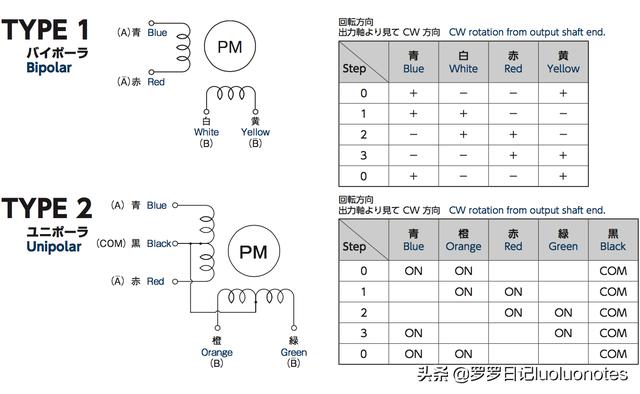 TYPE 1
バイポーラ
Bipolar
(A) 青 Blue
(Ā) 赤 Red
PM
白 黄
White Yellow
(B) (B̄)
回転方向
出力軸より見て CW 方向 CW rotation from output shaft end.
Step 青 白 赤 黄
Blue White Red Yellow
0 + − − +
1 + + − −
2 − + + −
3 − − + +
0 + − − +
TYPE 2
ユニポーラ
Unipolar
(A) 青 Blue
(COM) 黒 Black
(Ā) 赤 Red
PM
橙 緑
Orange Green
(B) (B̄)
回転方向
出力軸より見て CW 方向 CW rotation from output shaft end.
Step 青 橙 赤 緑 黒
Blue Orange Red Green Black
0 ON ON COM
1 ON ON COM
2 ON ON COM
3 ON ON COM
0 ON ON COM
头条 @罗罗日记luoluonotes